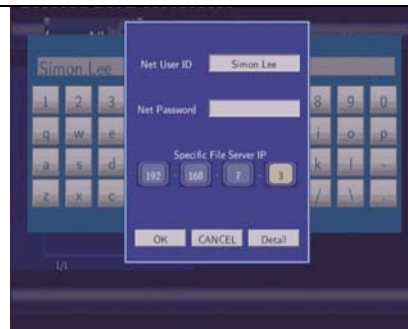 Simon.Lee
Net User ID Simon.Lee
1 2 3 8 9 0
Net Password
q w e i o p
Specific File Server IP
a s d k l -
192 . 168 . 7 . 3
z x c / \ .
OK CANCEL Detail
1/1